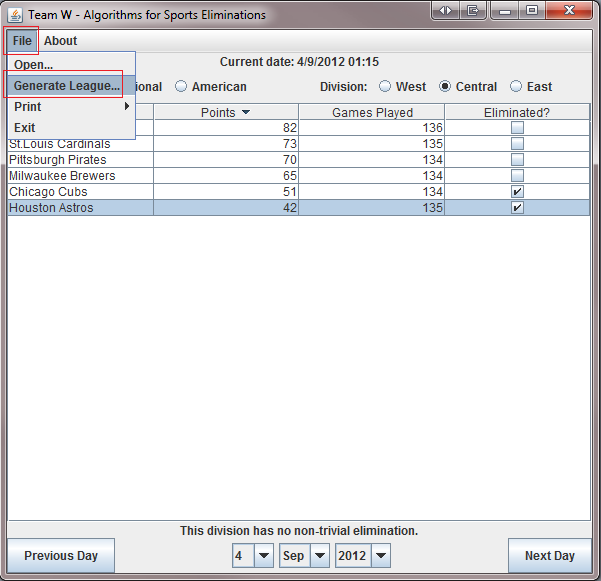 Team W - Algorithms for Sports Eliminations
File About
Open...
Generate League...
Print
Exit
Current date: 4/9/2012 01:15
ional American Division: West Central East
Points Games Played Eliminated?
82 136
St.Louis Cardinals 73 135
Pittsburgh Pirates 70 134
Milwaukee Brewers 65 134
Chicago Cubs 51 134
Houston Astros 42 135
This division has no non-trivial elimination.
Previous Day 4 Sep 2012 Next Day